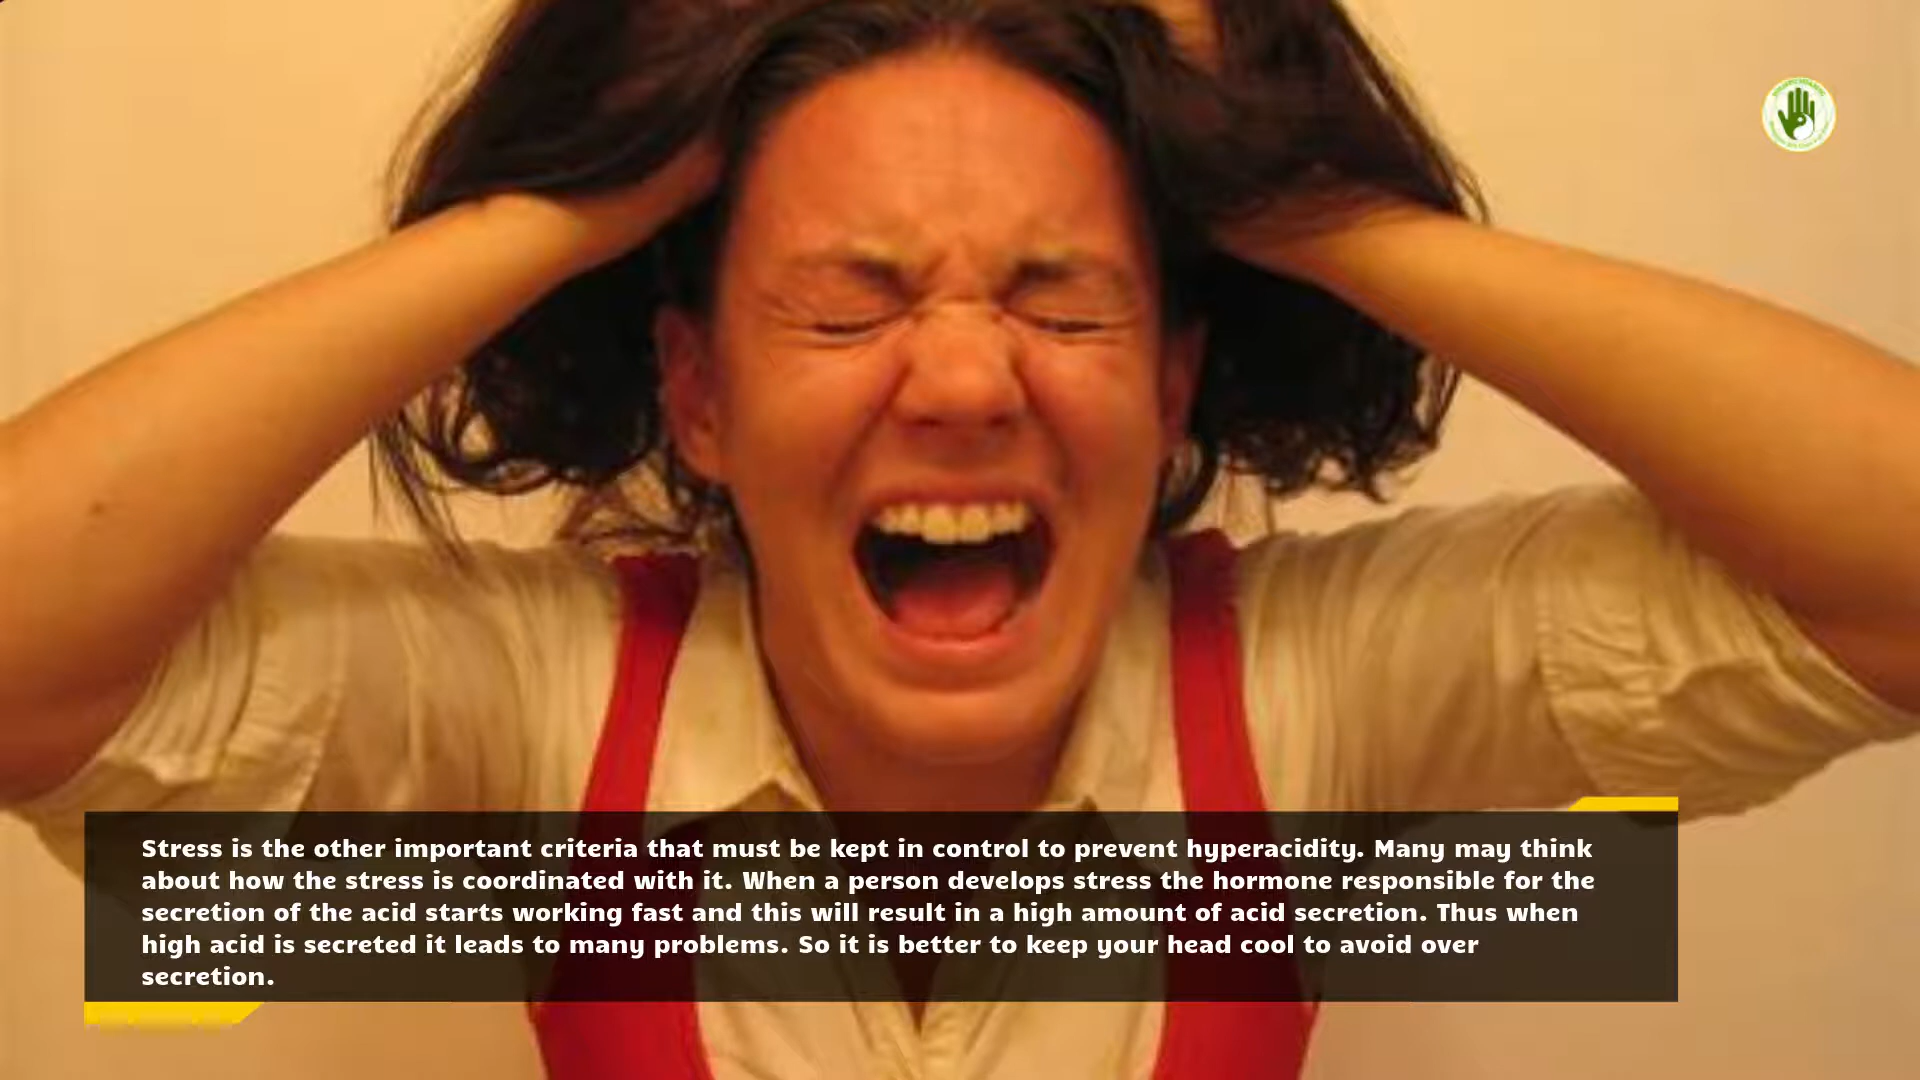 Stress is the other important criteria that must be kept in control to prevent hyperacidity. Many may think
about how the stress is coordinated with it. When a person develops stress the hormone responsible for the
secretion of the acid starts working fast and this will result in a high amount of acid secretion. Thus when
high acid is secreted it leads to many problems. So it is better to keep your head cool to avoid over
secretion.